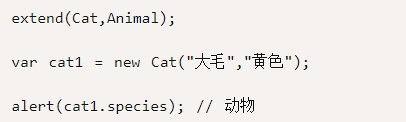 extend(Cat,Animal);
var cat1 = new Cat("大毛","黄色");
alert(cat1.species); // 动物